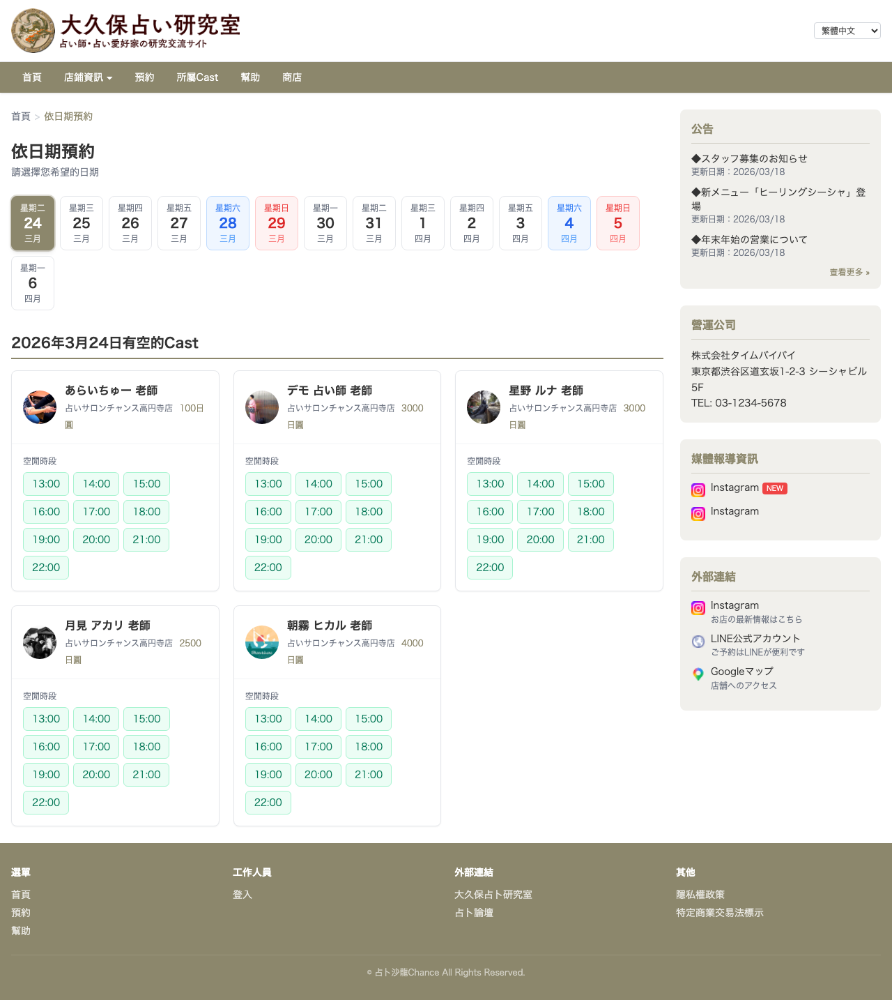 大久保占い研究室
占い師・占い愛好家の研究交流サイト
繁體中文
首頁
店鋪資訊
預約
所屬Cast
幫助
商店
首頁 > 依日期預約
依日期預約
請選擇您希望的日期
星期二
24
三月
星期三
25
三月
星期四
26
三月
星期五
27
三月
星期六
28
三月
星期日
29
三月
星期一
30
三月
星期二
31
三月
星期三
1
四月
星期四
2
四月
星期五
3
四月
星期六
4
四月
星期日
5
四月
星期一
6
四月
2026年3月24日有空的Cast
あらいちゅー 老師
占いサロンチャンス高円寺店 100日
圓
空閒時段
13:00 14:00 15:00
16:00 17:00 18:00
19:00 20:00 21:00
22:00
デモ 占い師 老師
占いサロンチャンス高円寺店 3000
日圓
空閒時段
13:00 14:00 15:00
16:00 17:00 18:00
19:00 20:00 21:00
22:00
星野 ルナ 老師
占いサロンチャンス高円寺店 3000
日圓
空閒時段
13:00 14:00 15:00
16:00 17:00 18:00
19:00 20:00 21:00
22:00
月見 アカリ 老師
占いサロンチャンス高円寺店 2500
日圓
空閒時段
13:00 14:00 15:00
16:00 17:00 18:00
19:00 20:00 21:00
22:00
朝霧 ヒカル 老師
占いサロンチャンス高円寺店 4000
日圓
空閒時段
13:00 14:00 15:00
16:00 17:00 18:00
19:00 20:00 21:00
22:00
公告
◆スタッフ募集のお知らせ
更新日期：2026/03/18
◆新メニュー「ヒーリングシーシャ」登
場
更新日期：2026/03/18
◆年末年始の営業について
更新日期：2026/03/18
查看更多 »
營運公司
株式会社タイムバイバイ
東京都渋谷区道玄坂1-2-3 シーシャビル
5F
TEL: 03-1234-5678
媒體報導資訊
Instagram NEW
Instagram
外部連結
Instagram
お店の最新情報はこちら
LINE公式アカウント
ご予約はLINEが便利です
Googleマップ
店舗へのアクセス
選單
首頁
預約
幫助
工作人員
登入
外部連結
大久保占卜研究室
占卜論壇
其他
隱私權政策
特定商業交易法標示
© 占卜沙龍Chance All Rights Reserved.